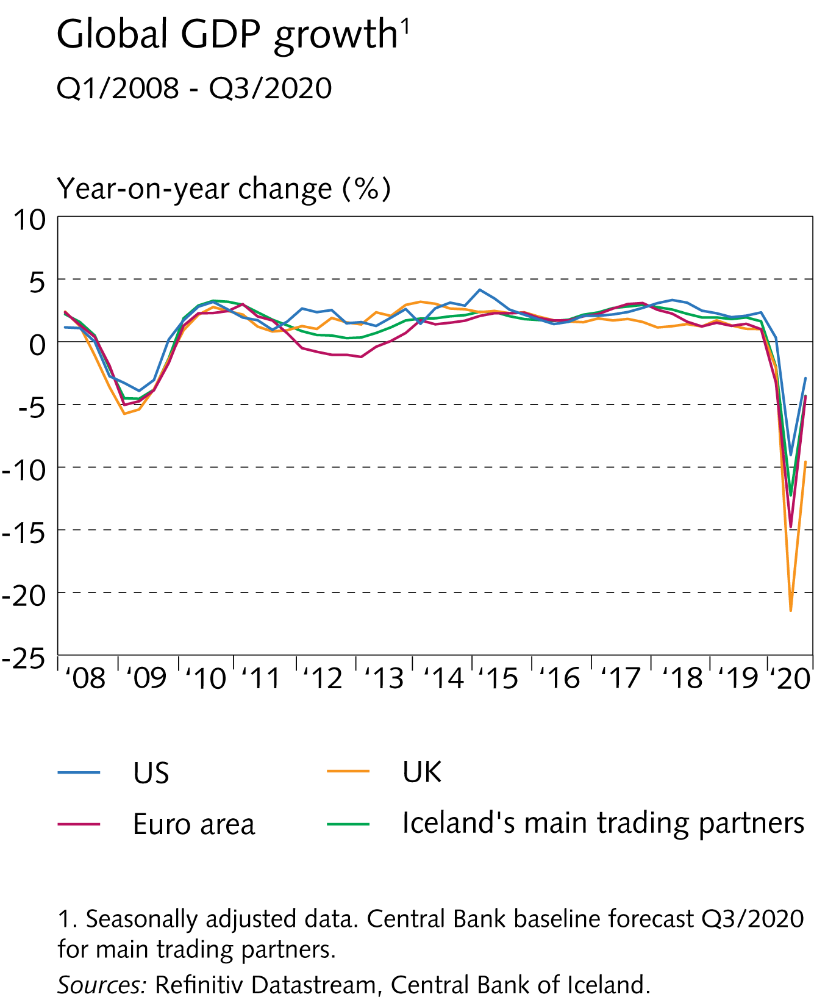 Global GDP growth¹
Q1/2008 - Q3/2020
Year-on-year change (%)
10
5
0
-5
-10
-15
-20
-25
‘08 ‘09 ‘10 ‘11 ‘12 ‘13 ‘14 ‘15 ‘16 ‘17 ‘18 ‘19 ‘20
US UK
Euro area Iceland's main trading partners
1. Seasonally adjusted data. Central Bank baseline forecast Q3/2020
for main trading partners.
Sources: Refinitiv Datastream, Central Bank of Iceland.